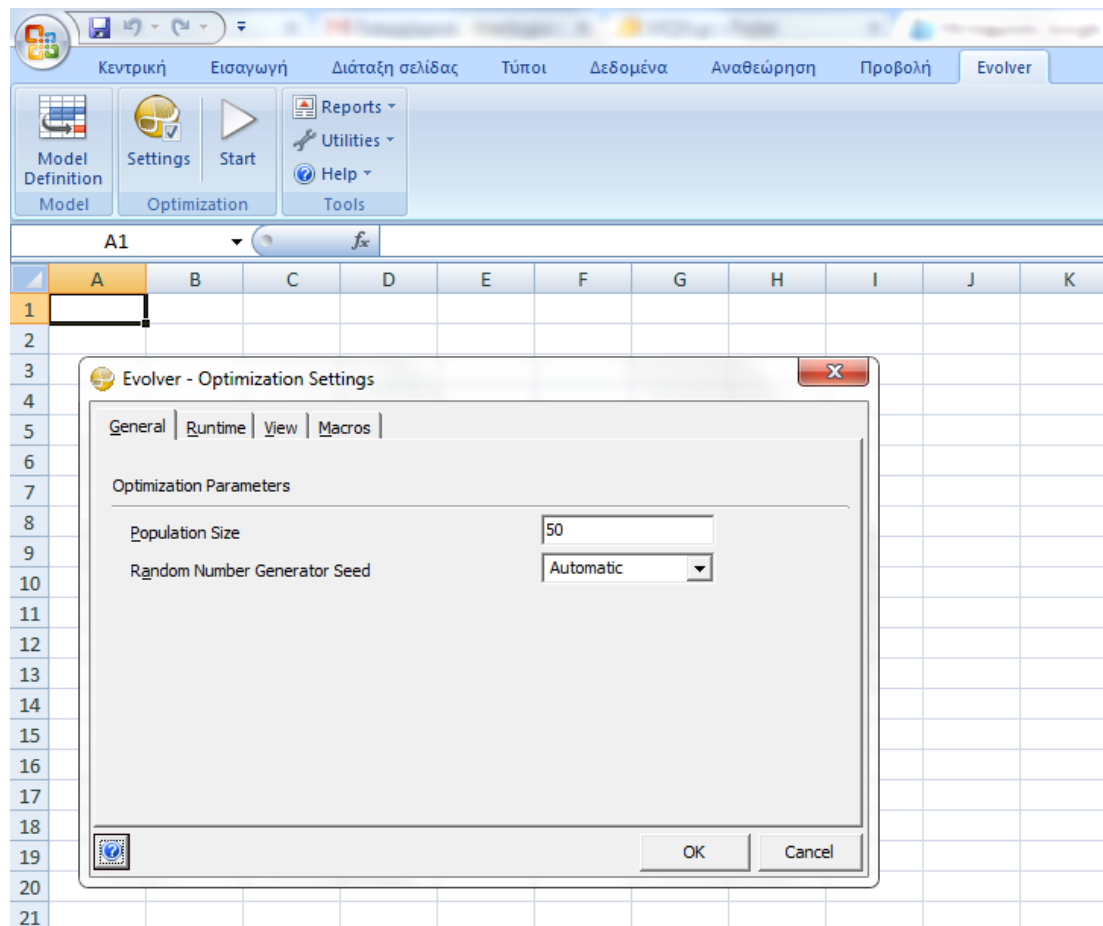 Κεντρική Εισαγωγή Διάταξη σελίδας Τύποι Δεδομένα Αναθεώρηση Προβολή Evolver
Model Definition
Settings
Start
Reports
Utilities
Help
Model Optimization Tools
A1 fx
A B C D E F G H I J K
1
2
3
4
5
6
7
8
9
10
11
12
13
14
15
16
17
18
19
20
21
Evolver - Optimization Settings
General Runtime View Macros
Optimization Parameters
Population Size 50
Random Number Generator Seed Automatic
OK Cancel